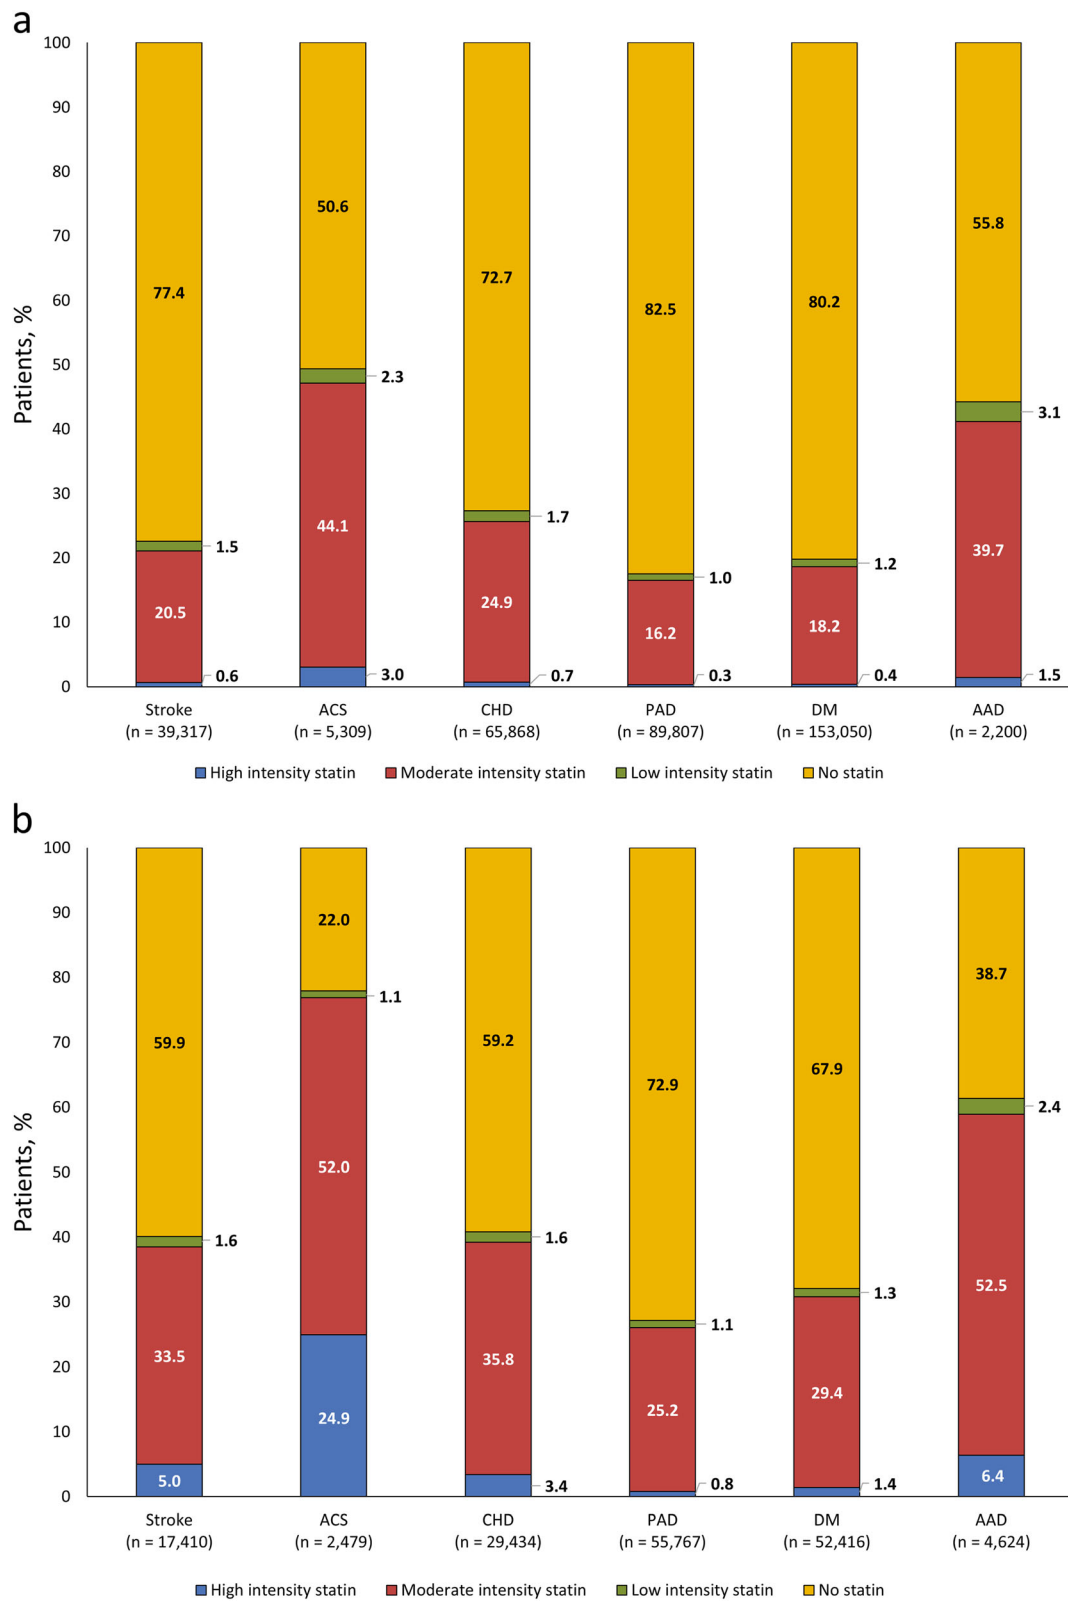 a
100
90
80
70
60
50
40
30
20
10
0
Patients, %
77.4
1.5
20.5
0.6
50.6
2.3
44.1
3.0
72.7
1.7
24.9
0.7
82.5
1.0
16.2
0.3
80.2
1.2
18.2
0.4
55.8
3.1
39.7
1.5
Stroke
(n = 39,317)
ACS
(n = 5,309)
CHD
(n = 65,868)
PAD
(n = 89,807)
DM
(n = 153,050)
AAD
(n = 2,200)
High intensity statin Moderate intensity statin Low intensity statin No statin
b
100
90
80
70
60
50
40
30
20
10
0
Patients, %
59.9
1.6
33.5
5.0
22.0
1.1
52.0
24.9
59.2
1.6
35.8
3.4
72.9
1.1
25.2
0.8
67.9
1.3
29.4
1.4
38.7
2.4
52.5
6.4
Stroke
(n = 17,410)
ACS
(n = 2,479)
CHD
(n = 29,434)
PAD
(n = 55,767)
DM
(n = 52,416)
AAD
(n = 4,624)
High intensity statin Moderate intensity statin Low intensity statin No statin